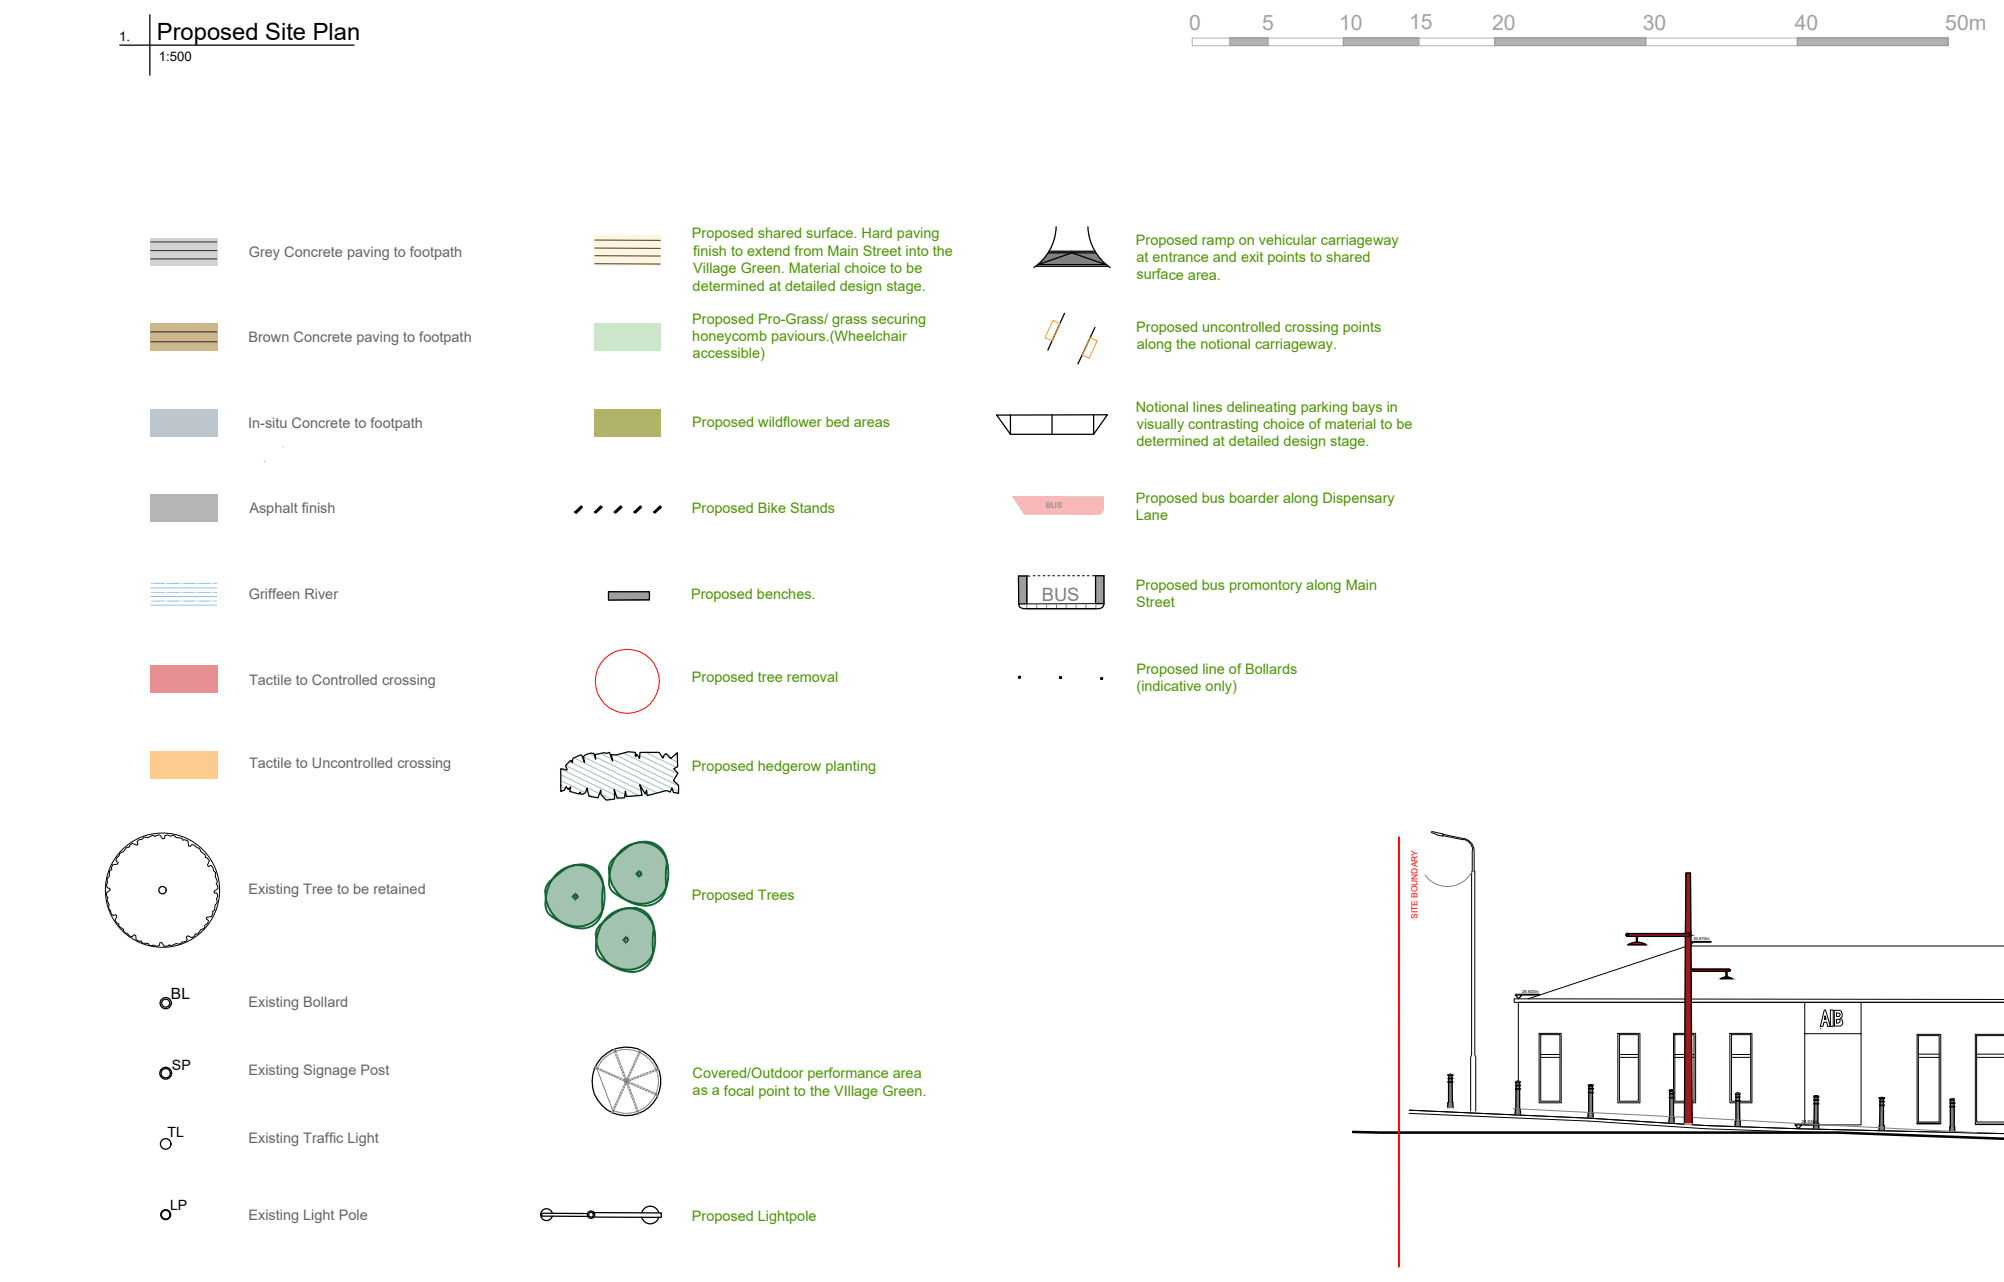 1. Proposed Site Plan
1:500
0 5 10 15 20 30 40 50m
Grey Concrete paving to footpath
Brown Concrete paving to footpath
In-situ Concrete to footpath
Asphalt finish
Griffeen River
Tactile to Controlled crossing
Tactile to Uncontrolled crossing
Existing Tree to be retained
BL
Existing Bollard
SP
Existing Signage Post
TL
Existing Traffic Light
LP
Existing Light Pole
Proposed shared surface. Hard paving
finish to extend from Main Street into the
Village Green. Material choice to be
determined at detailed design stage.
Proposed Pro-Grass/ grass securing
honeycomb paviours.(Wheelchair
accessible)
Proposed wildflower bed areas
Proposed Bike Stands
Proposed benches.
Proposed tree removal
Proposed hedgerow planting
Proposed Trees
Covered/Outdoor performance area
as a focal point to the VIllage Green.
Proposed Lightpole
Proposed ramp on vehicular carriageway
at entrance and exit points to shared
surface area.
Proposed uncontrolled crossing points
along the notional carriageway.
Notional lines delineating parking bays in
visually contrasting choice of material to be
determined at detailed design stage.
BUS
Proposed bus boarder along Dispensary
Lane
BUS
Proposed bus promontory along Main
Street
Proposed line of Bollards
(indicative only)
SITE BOUNDARY
AIB